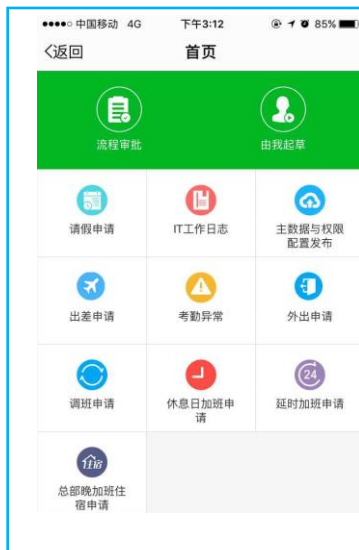 中国移动 4G 下午3:12 85%
返回 首页
流程审批 由我起草
请假申请 IT工作日志 主数据与权限
配置发布
出差申请 考勤异常 外出申请
24
调班申请 休息日加班申
请 延时加班申请
住宿
总部晚加班住
宿申请